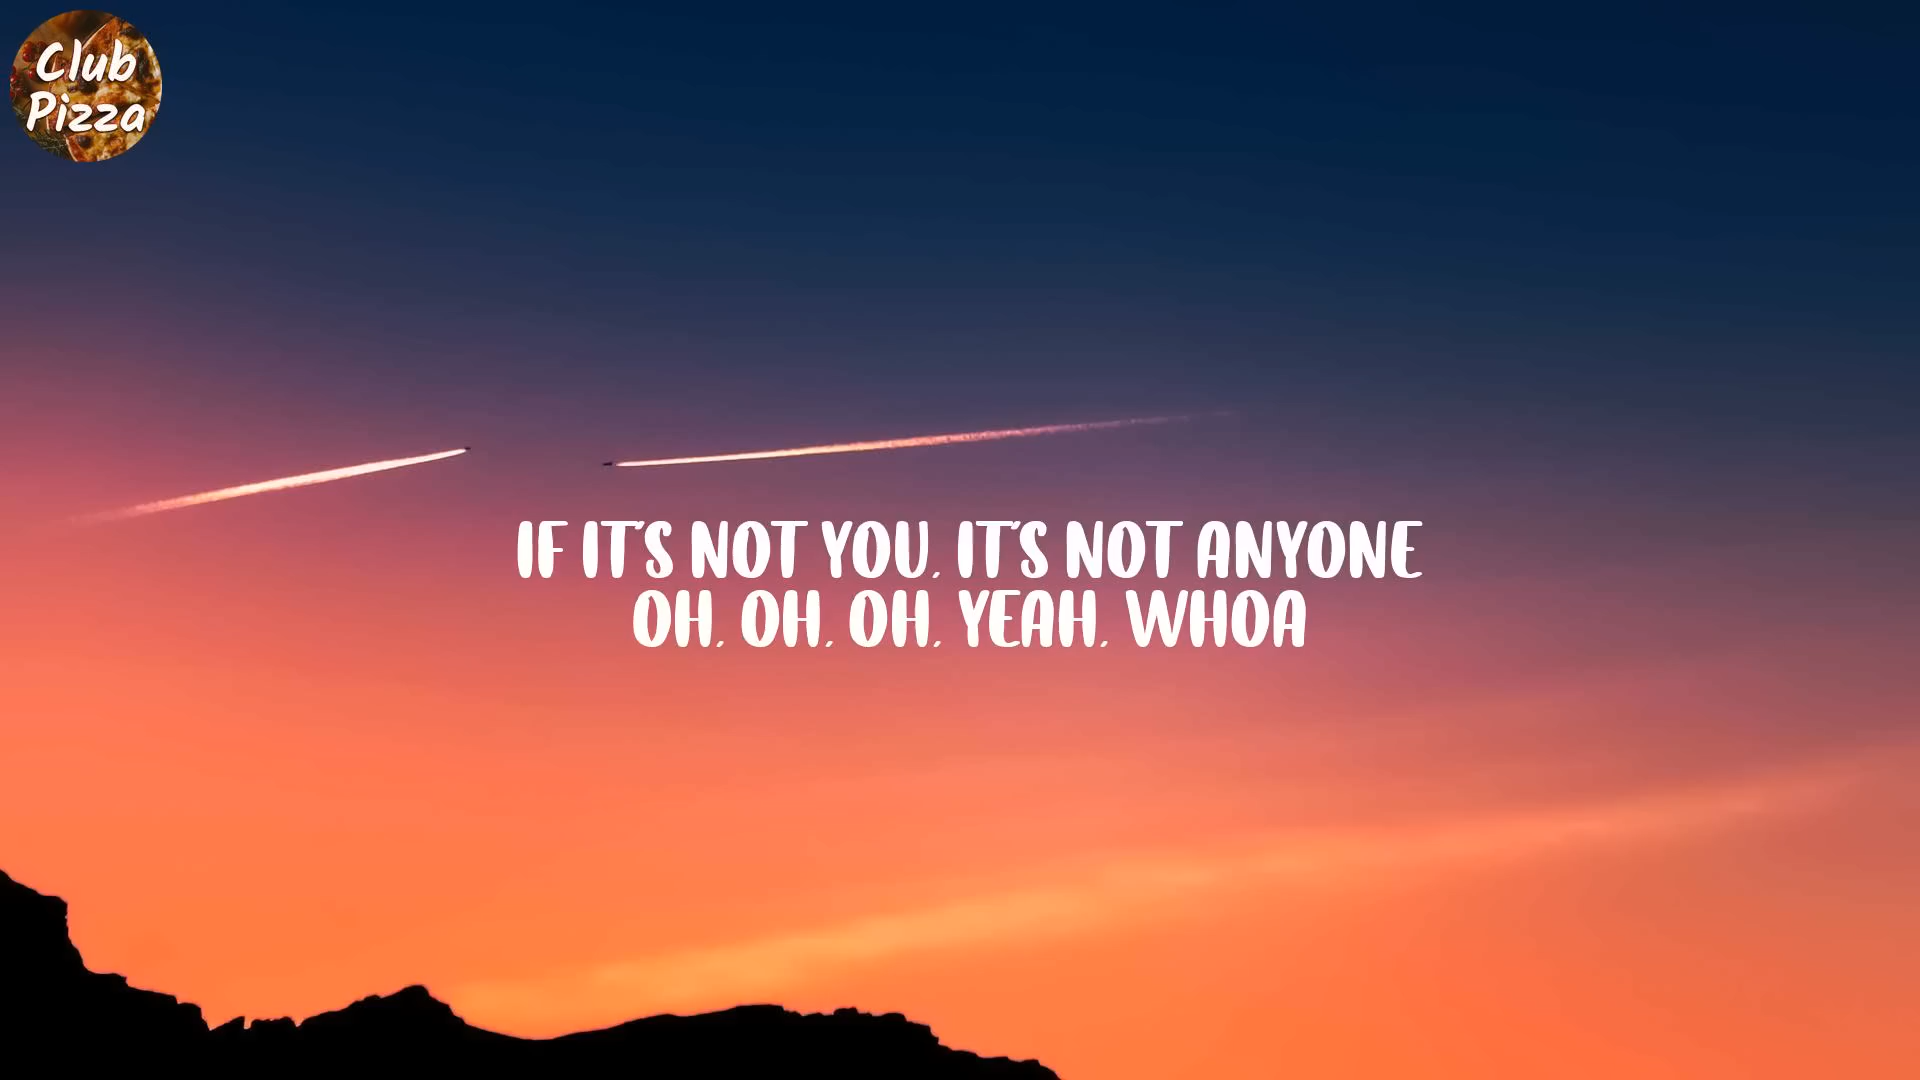 Club
Pizza
IF IT'S NOT YOU, IT'S NOT ANYONE
OH, OH, OH, YEAH, WHOA